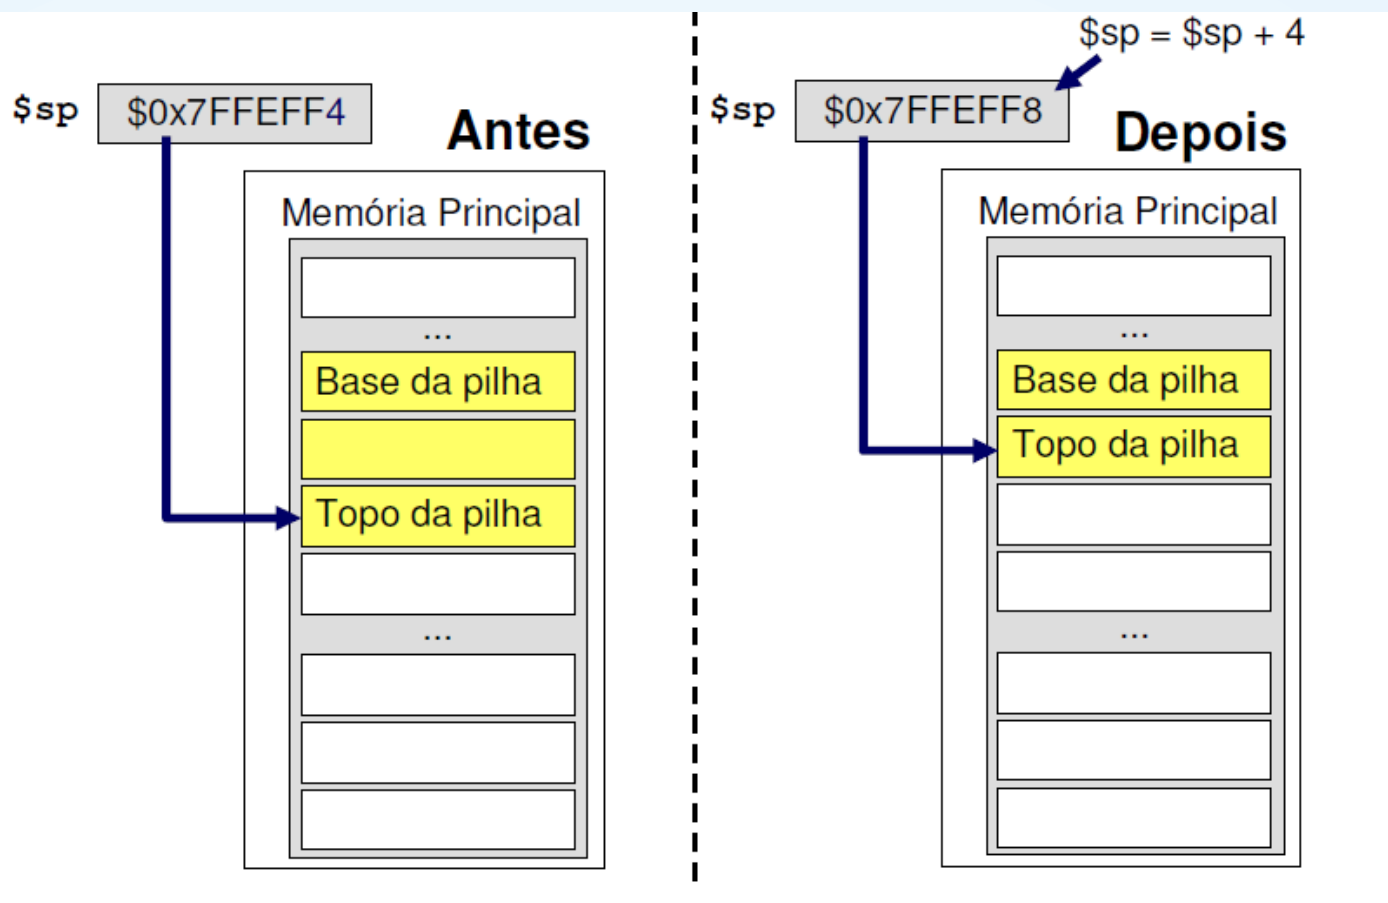 $sp $0x7FFEFF4
Antes
Memória Principal
...
Base da pilha
Topo da pilha
...
$sp = $sp + 4
$sp $0x7FFEFF8
Depois
Memória Principal
...
Base da pilha
Topo da pilha
...